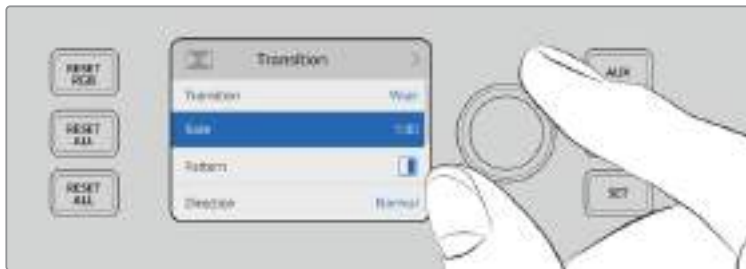 RESET
RGB
RESET
ALL
RESET
ALL
Transition
Transition Wipe
Rate 1:00
Pattern
Direction Normal
AUX
SET